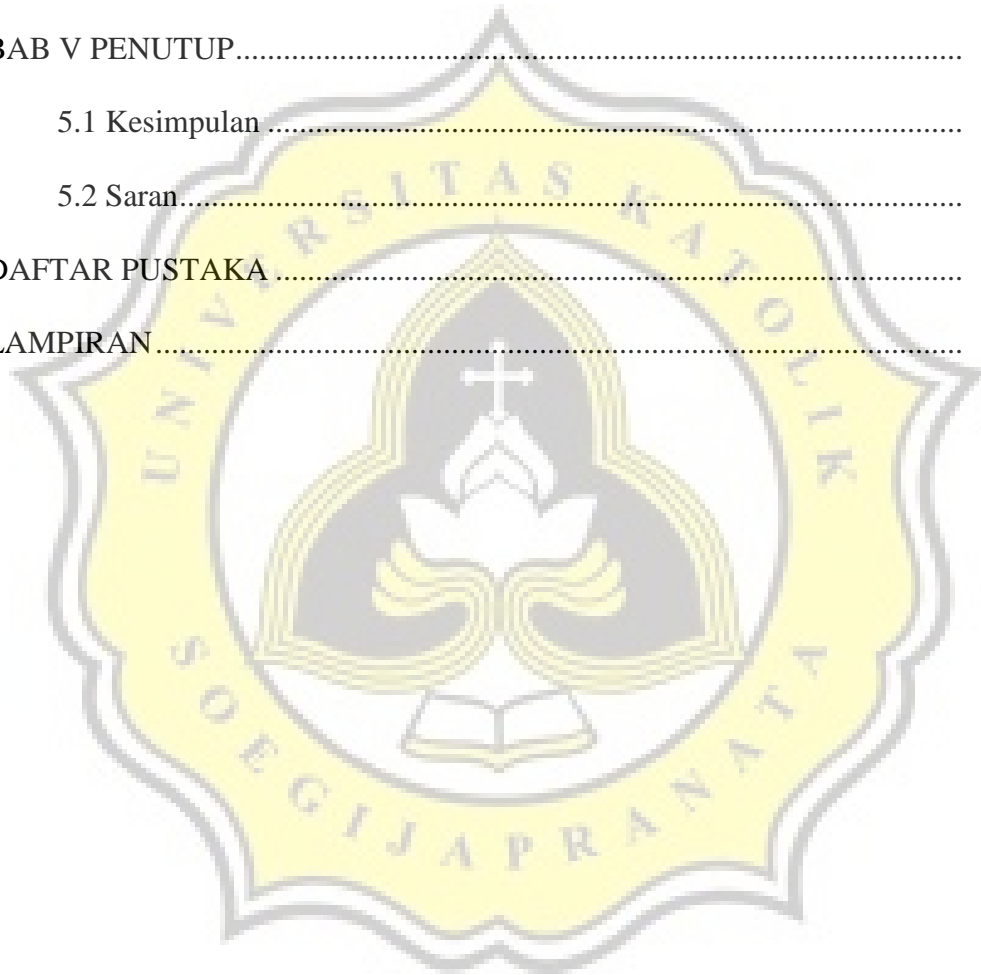 BAB V PENUTUP........................................................................................
5.1 Kesimpulan ....................................................................................
5.2 Saran...............................................................................................
DAFTAR PUSTAKA ...................................................................................
LAMPIRAN..................................................................................................
UNIVERSITAS KATOLIK
SOEGIJAPRANATA